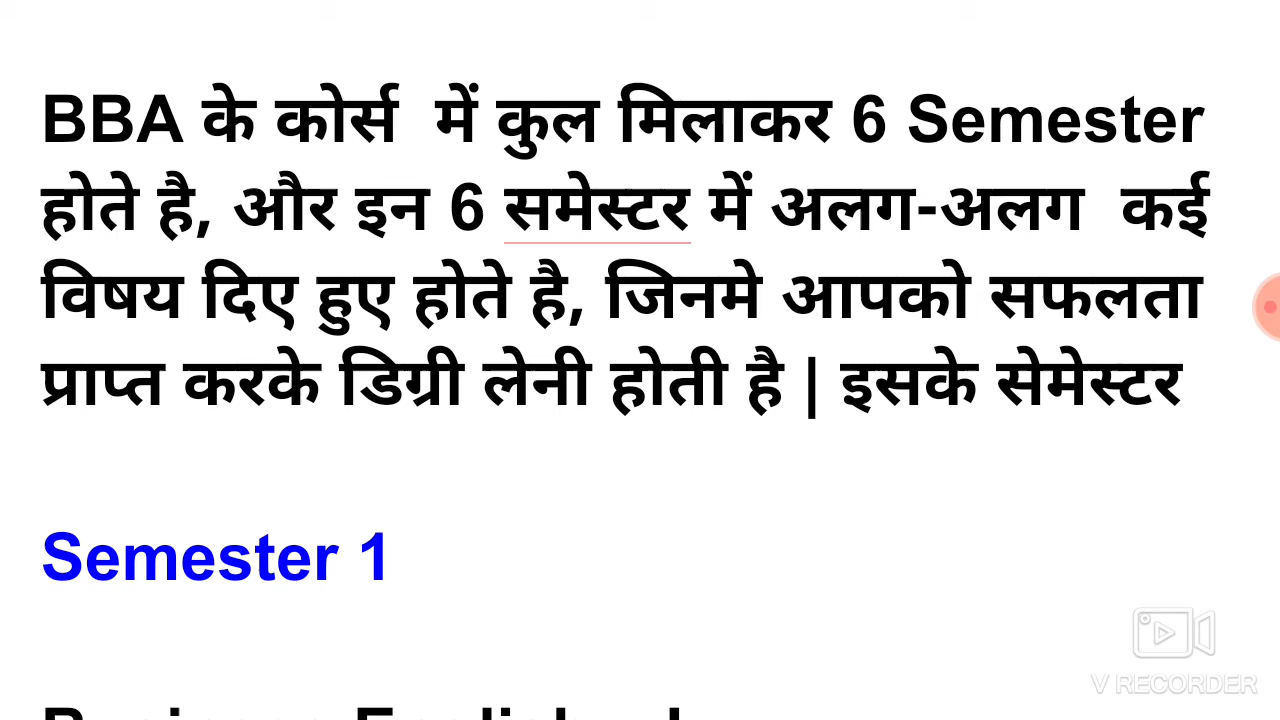 BBA के कोर्स में कुल मिलाकर 6 Semester
होते है, और इन 6 समेस्टर में अलग-अलग कई
विषय दिए हुए होते है, जिनमे आपको सफलता
प्राप्त करके डिग्री लेनी होती है | इसके सेमेस्टर
Semester 1
V RECORDER